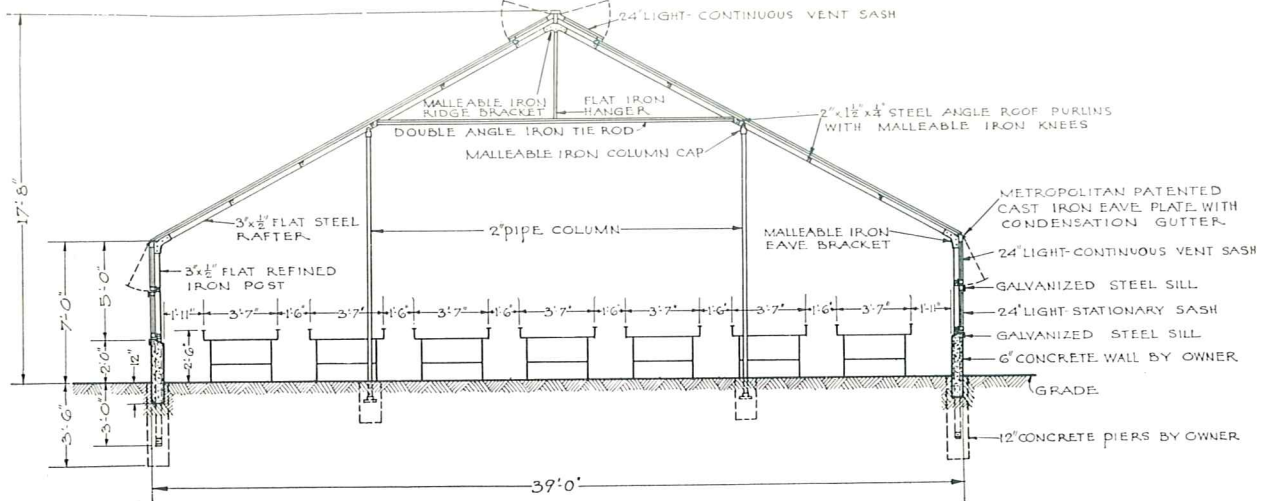 24" LIGHT-CONTINUOUS VENT SASH
MALLEABLE IRON
RIDGE BRACKET
FLAT IRON
HANGER
2"x1½"x¼" STEEL ANGLE ROOF PURLINS
WITH MALLEABLE IRON KNEES
DOUBLE ANGLE IRON TIE ROD
MALLEABLE IRON COLUMN CAP
17'-8"
3"x½" FLAT STEEL
RAFTER
2" PIPE COLUMN
MALLEABLE IRON
EAVE BRACKET
METROPOLITAN PATENTED
CAST IRON EAVE PLATE WITH
CONDENSATION GUTTER
24" LIGHT-CONTINUOUS VENT SASH
3"x½" FLAT REFINED
IRON POST
GALVANIZED STEEL SILL
7'-0"
5'-0"
1'-11" 3'-7" 1'-6" 3'-7" 1'-6" 3'-7" 1'-6" 3'-7" 1'-6" 3'-7" 1'-6" 3'-7" 1'-11"
24" LIGHT-STATIONARY SASH
GALVANIZED STEEL SILL
2'-0"
12"
2'-6"
6" CONCRETE WALL BY OWNER
GRADE
3'-6"
3'-0"
12" CONCRETE PIERS BY OWNER
39'-0"